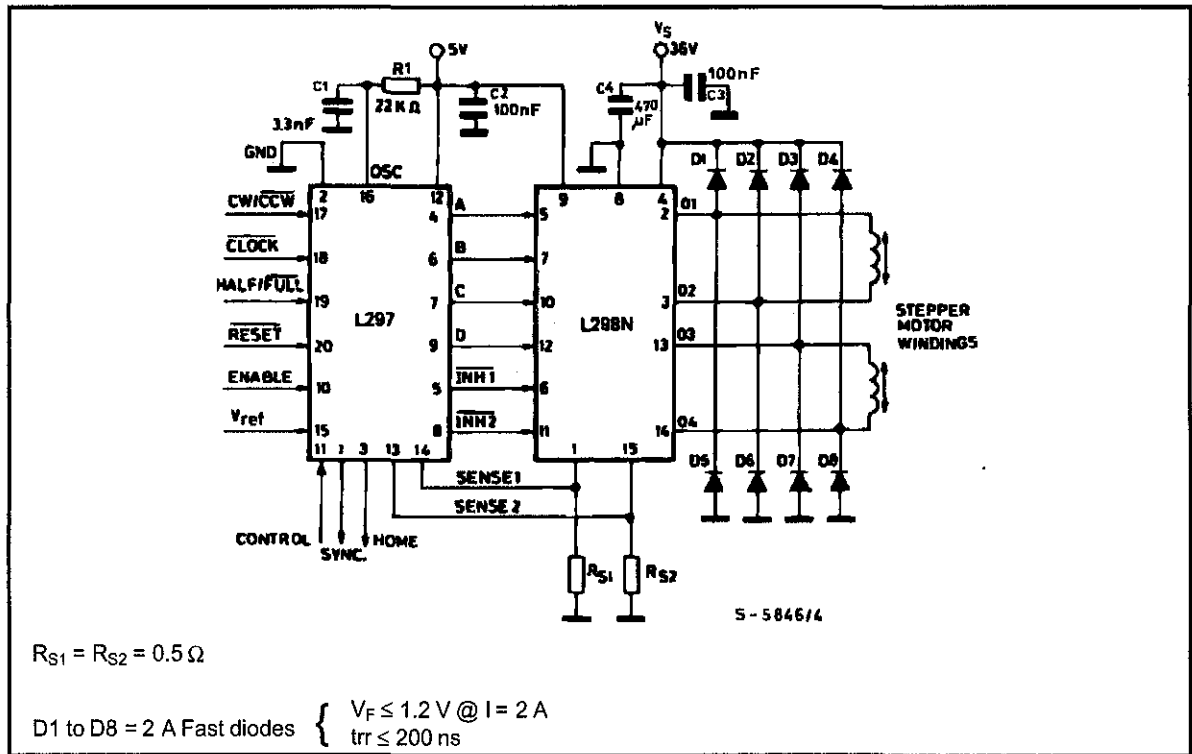 VS
5V
36V
R1
C1
22KΩ
C2
100nF
C4
470
µF
100nF
C3
3.3nF
GND
OSC
D1 D2 D3 D4
2 16 12
9 8 4
CW/CCW 17
4 A 5
2 O1
CLOCK 18
6 B 7
HALF/FULL 19
7 C 10
3 O2
L297
L298N
STEPPER
MOTOR
WINDINGS
RESET 20
9 D 12
13 O3
ENABLE 10
5 INH1 6
Vref 15
8 INH2 11
14 O4
11 1 3 13 14
1 15
D5 D6 D7 D8
SENSE1
SENSE 2
CONTROL
SYNC.
HOME
RS1
RS2
S-5846/4
RS1 = RS2 = 0.5 Ω
D1 to D8 = 2 A Fast diodes { VF ≤ 1.2 V @ I = 2 A
trr ≤ 200 ns